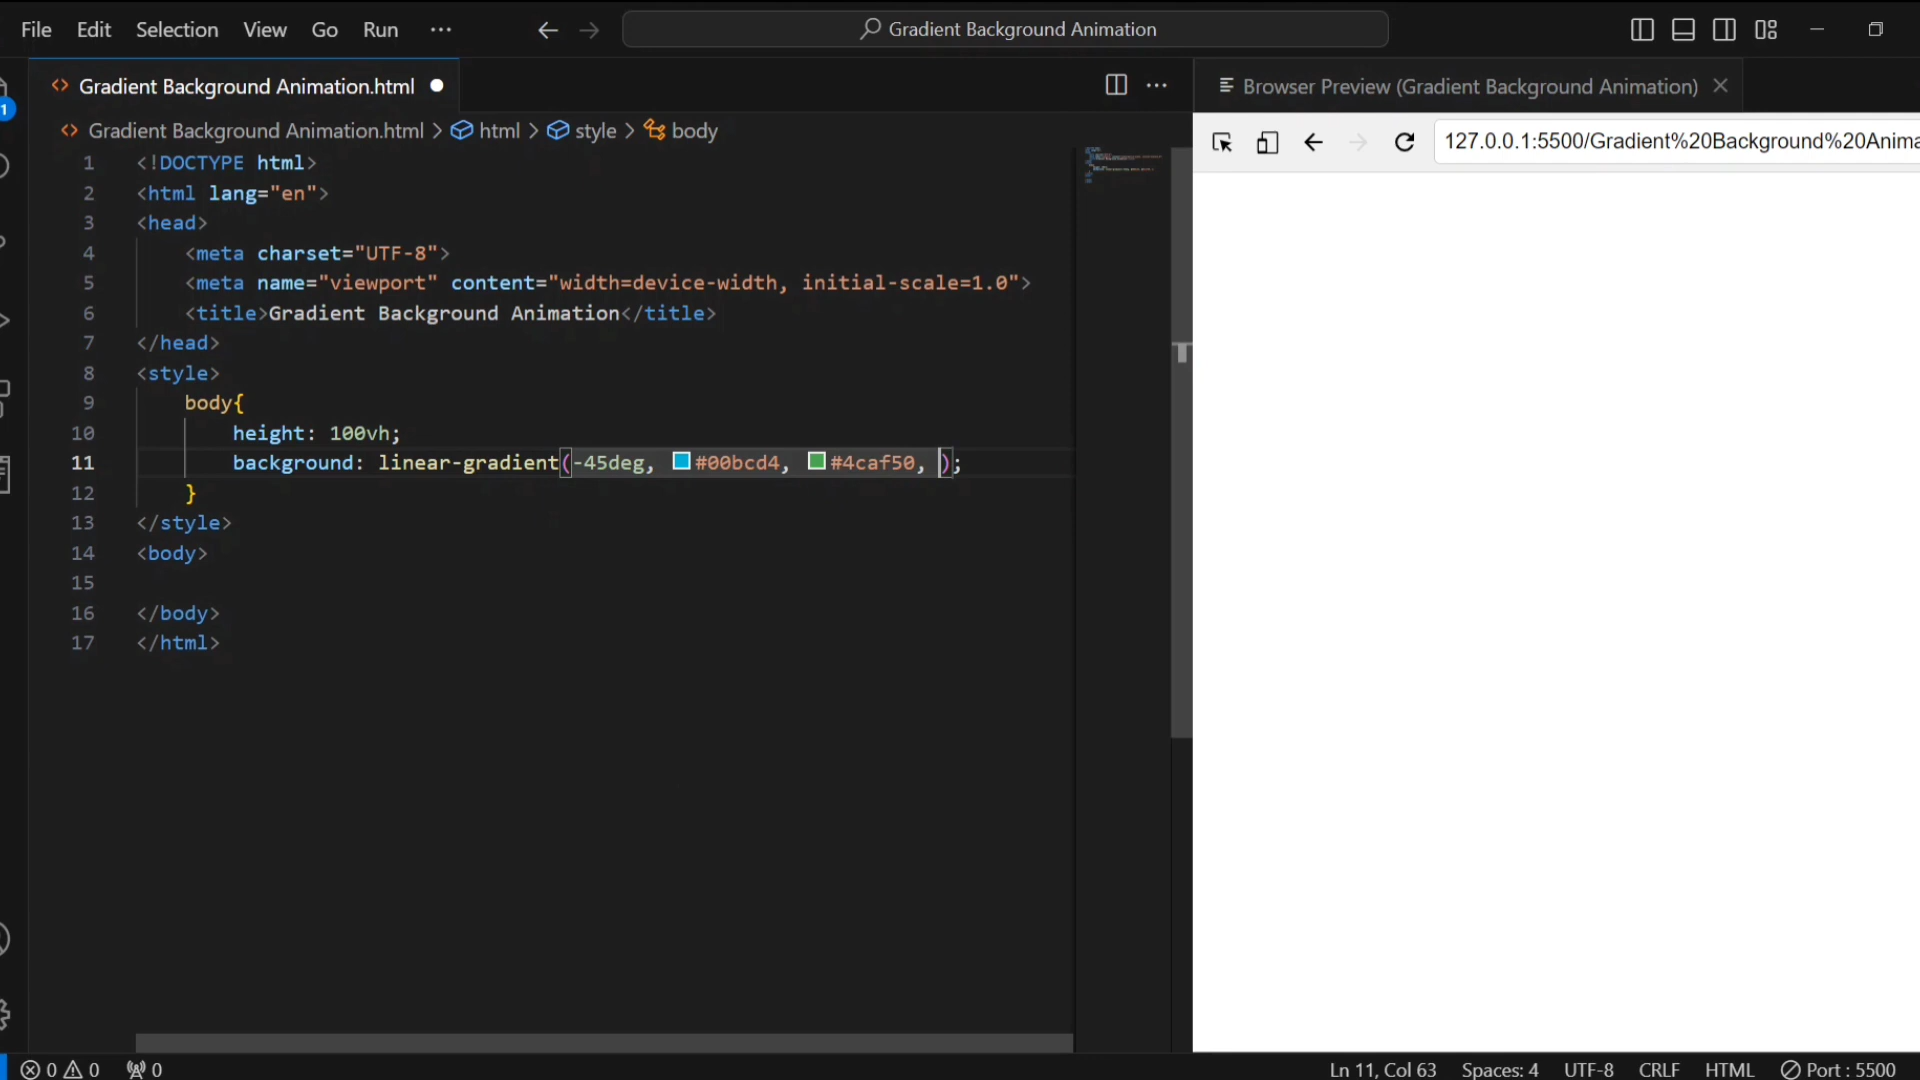 File Edit Selection View Go Run ···
Gradient Background Animation
Gradient Background Animation.html
Browser Preview (Gradient Background Animation)
1
Gradient Background Animation.html > html > style > body
127.0.0.1:5500/Gradient%20Background%20Anima
1 <!DOCTYPE html>
2 <html lang="en">
3 <head>
4 <meta charset="UTF-8">
5 <meta name="viewport" content="width=device-width, initial-scale=1.0">
6 <title>Gradient Background Animation</title>
7 </head>
8 <style>
9 body{
10 height: 100vh;
11 background: linear-gradient(-45deg, #00bcd4, #4caf50, );
12 }
13 </style>
14 <body>
15
16 </body>
17 </html>
0 0 0 Ln 11, Col 63 Spaces: 4 UTF-8 CRLF HTML Port : 5500